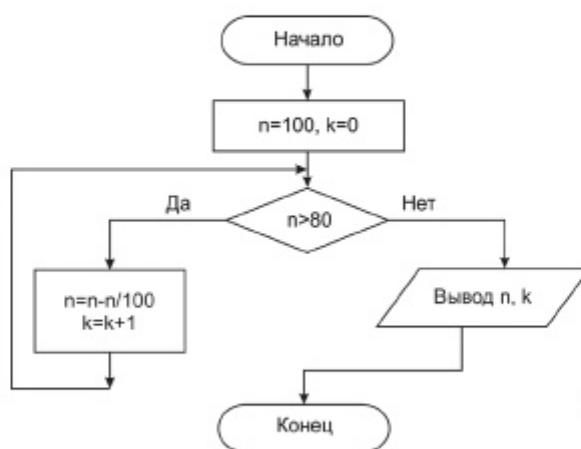 Начало
n=100, k=0
Да
Нет
n>80
n=n-n/100
k=k+1
Вывод n, k
Конец